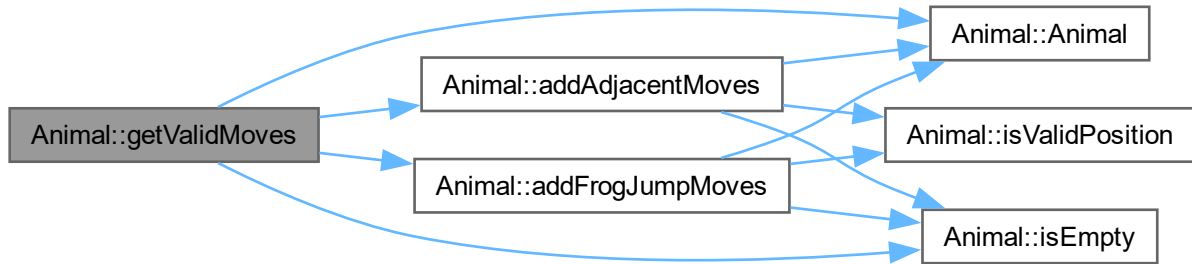 Animal::getValidMoves
Animal::addAdjacentMoves
Animal::addFrogJumpMoves
Animal::Animal
Animal::isValidPosition
Animal::isEmpty